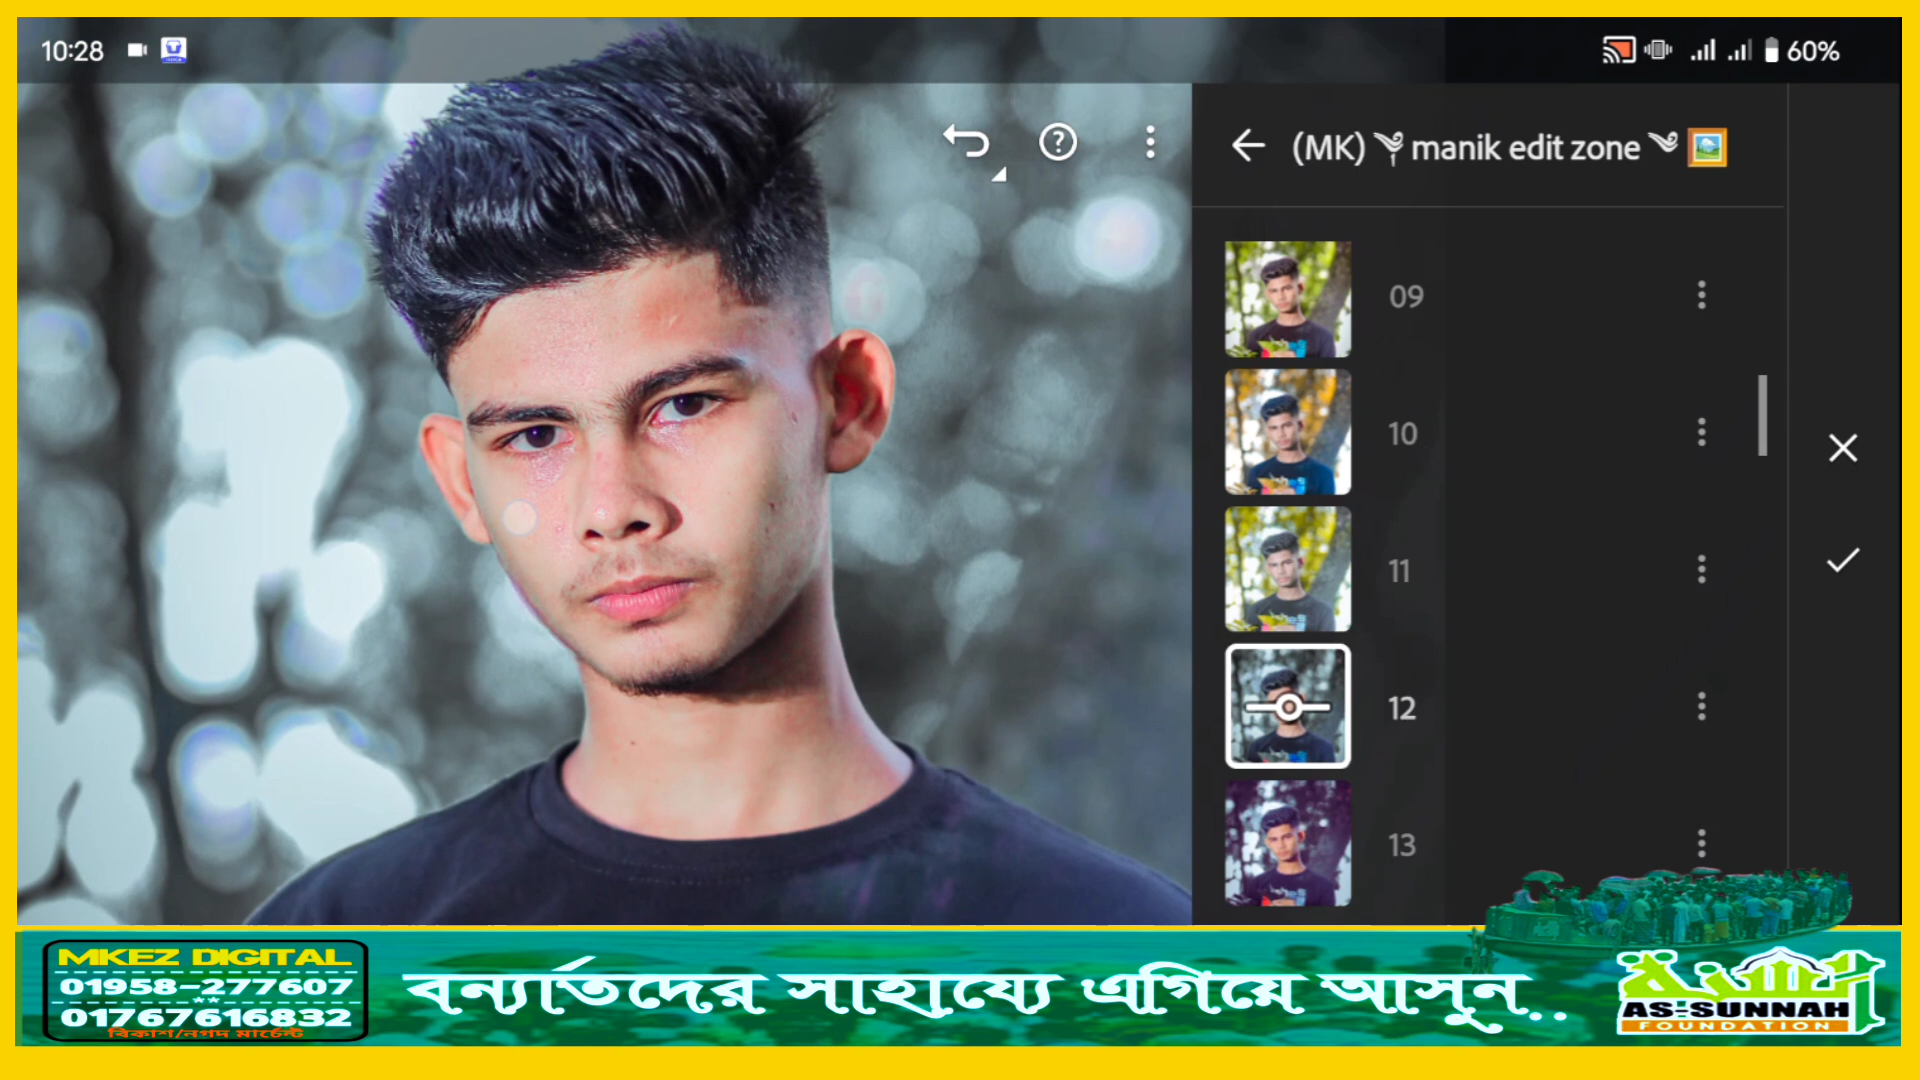 10:28
60%
(MK) manik edit zone
09
10
11
12
13
MKEZ DIGITAL
01958-277607
**
01767616832
বিকাশ/নগদ মার্চেন্ট
বন্যার্তদের সাহায্যে এগিয়ে আসুন..
AS-SUNNAH
FOUNDATION